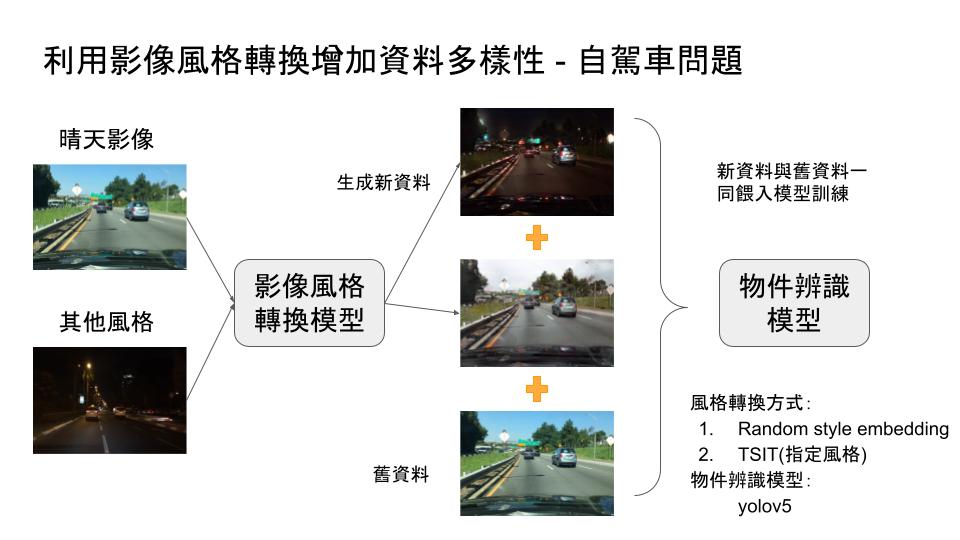 利用影像風格轉換增加資料多樣性 - 自駕車問題
晴天影像
生成新資料
新資料與舊資料一
同餵入模型訓練
影像風格
轉換模型
物件辨識
模型
其他風格
舊資料
風格轉換方式：
1. Random style embedding
2. TSIT(指定風格)
物件辨識模型：
yolov5